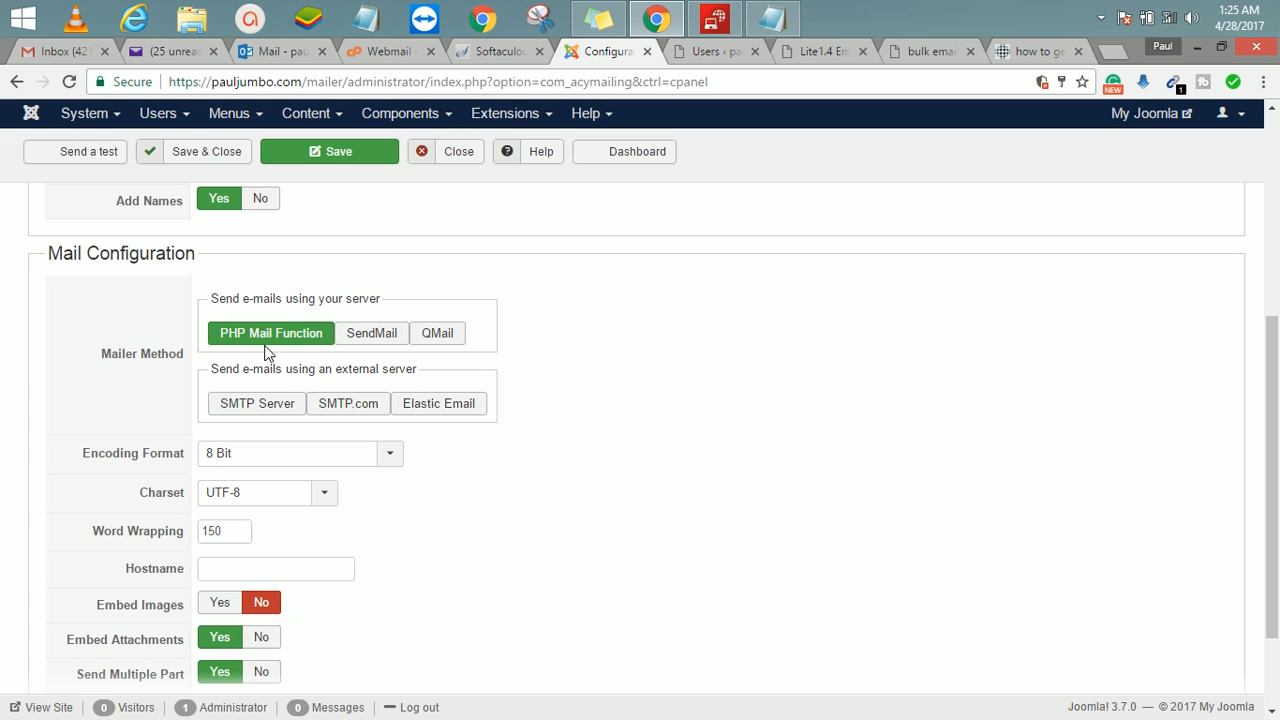 1:25 AM
4/28/2017
Inbox (42
(25 unrea
Mail - pau
Webmail -
Softaculou
Configura
Users ‹ pa
Lite1.4 Em
bulk emai
how to ge
Paul
Secure https://pauljumbo.com/mailer/administrator/index.php?option=com_acymailing&ctrl=cpanel
NEW
1
System Users Menus Content Components Extensions Help My Joomla
Send a test Save & Close Save Close Help Dashboard
Add Names Yes No
Mail Configuration
Send e-mails using your server
PHP Mail Function SendMail QMail
Mailer Method
Send e-mails using an external server
SMTP Server SMTP.com Elastic Email
Encoding Format 8 Bit
Charset UTF-8
Word Wrapping 150
Hostname
Embed Images Yes No
Embed Attachments Yes No
Send Multiple Part Yes No
View Site 0 Visitors 1 Administrator 0 Messages Log out Joomla! 3.7.0 — © 2017 My Joomla